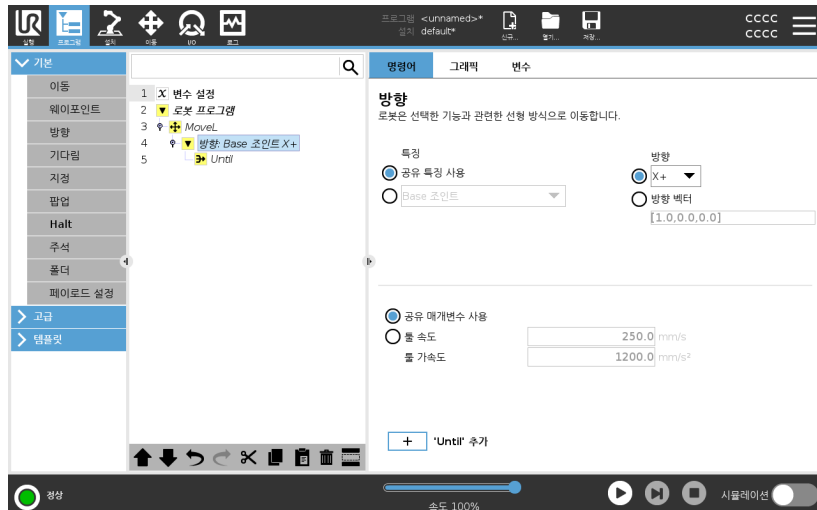 UR
실행
프로그램
설치
이동
I/O
로그
프로그램 <unnamed>*
설치 default*
신규...
열기...
저장...
CCCC
CCCC
기본
이동
웨이포인트
방향
기다림
지정
팝업
Halt
주석
폴더
페이로드 설정
고급
템플릿
1 X 변수 설정
2 로봇 프로그램
3 MoveL
4 방향: Base 조인트 X+
5 Until
명령어 그래픽 변수
방향
로봇은 선택한 기능과 관련한 선형 방식으로 이동합니다.
특징
공유 특징 사용
Base 조인트
방향
X+
방향 벡터
[1.0,0.0,0.0]
공유 매개변수 사용
툴 속도 250.0 mm/s
툴 가속도 1200.0 mm/s²
+ 'Until' 추가
정상
속도 100%
시뮬레이션